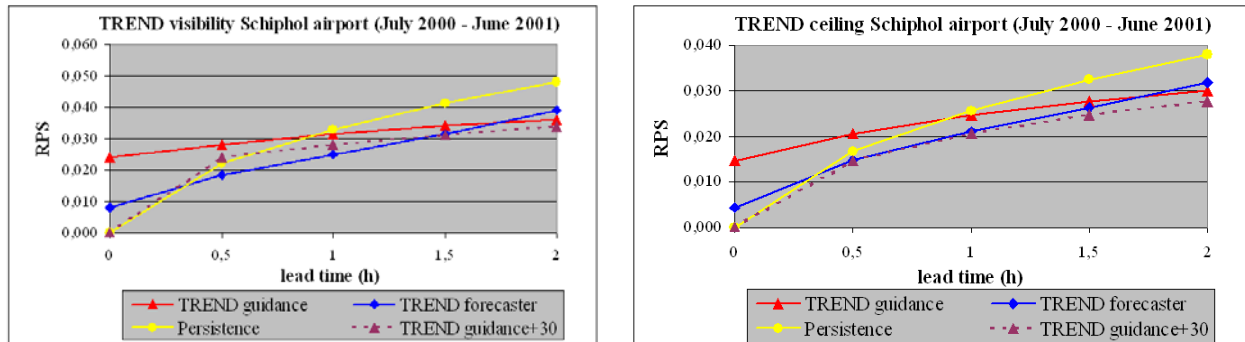 TREND visibility Schiphol airport (July 2000 - June 2001)
0,060
0,050
0,040
0,030
0,020
0,010
0,000
RPS
0 0,5 1 1,5 2
lead time (h)
TREND guidance TREND forecaster
Persistence TREND guidance+30
TREND ceiling Schiphol airport (July 2000 - June 2001)
0,040
0,030
0,020
0,010
0,000
RPS
0 0,5 1 1,5 2
lead time (h)
TREND guidance TREND forecaster
Persistence TREND guidance+30